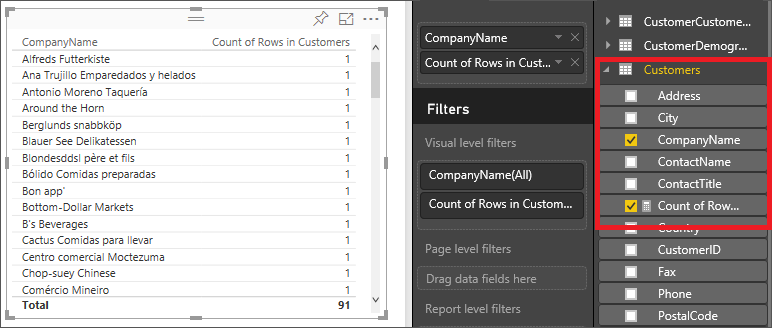 CompanyName Count of Rows in Customers
Alfreds Futterkiste 1
Ana Trujillo Emparedados y helados 1
Antonio Moreno Taquería 1
Around the Horn 1
Berglunds snabbköp 1
Blauer See Delikatessen 1
Blondesddsl père et fils 1
Bólido Comidas preparadas 1
Bon app' 1
Bottom-Dollar Markets 1
B's Beverages 1
Cactus Comidas para llevar 1
Centro comercial Moctezuma 1
Chop-suey Chinese 1
Comércio Mineiro 1
Total 91
CompanyName
Count of Rows in Cust...
Filters
Visual level filters
CompanyName(All)
Count of Rows in Custom...
Page level filters
Drag data fields here
Report level filters
CustomerCustome...
CustomerDemogr...
Customers
Address
City
CompanyName
ContactName
ContactTitle
Count of Row...
Country
CustomerID
Fax
Phone
PostalCode